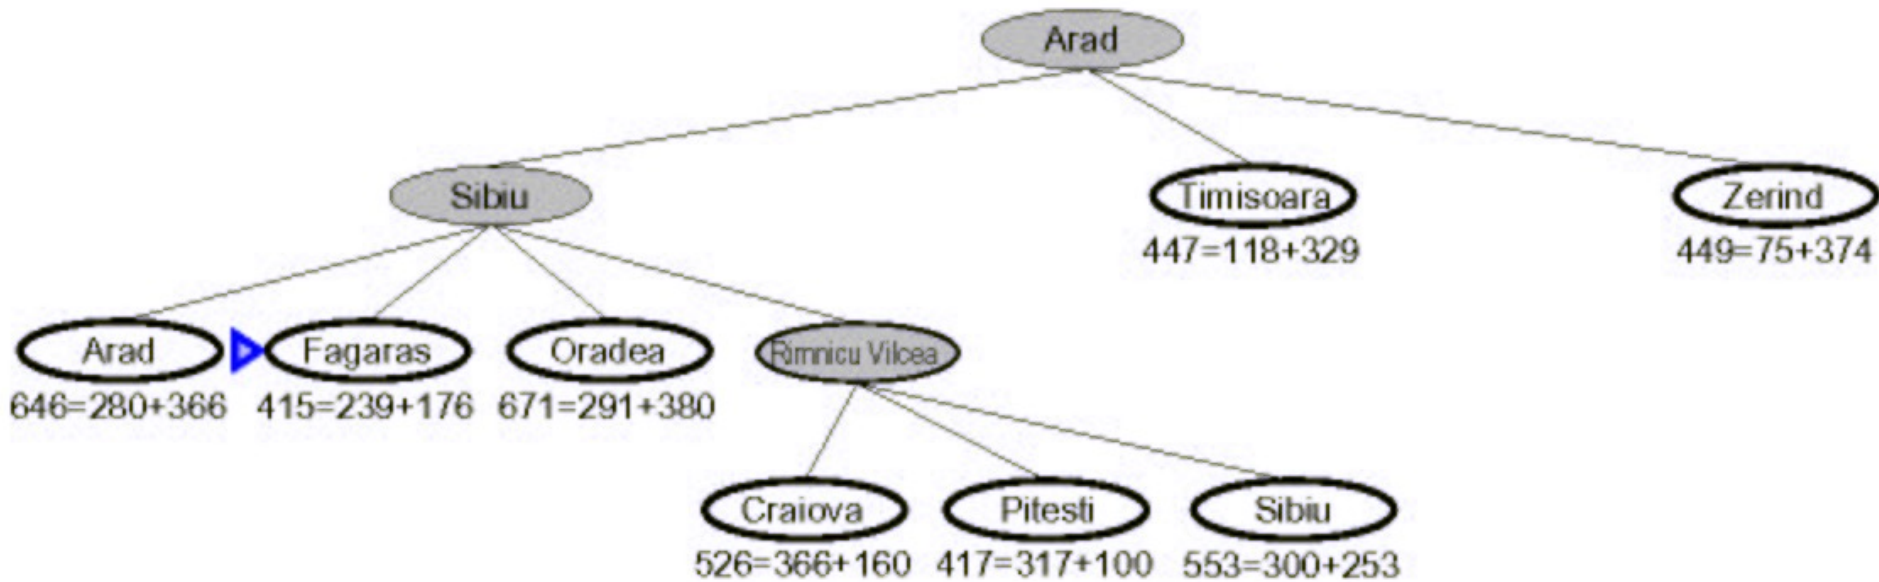 Arad
Sibiu
Timisoara
Zerind
447=118+329
449=75+374
Arad
Fagaras
Oradea
Rimnicu Vilcea
646=280+366
415=239+176
671=291+380
Craiova
Pitesti
Sibiu
526=366+160
417=317+100
553=300+253